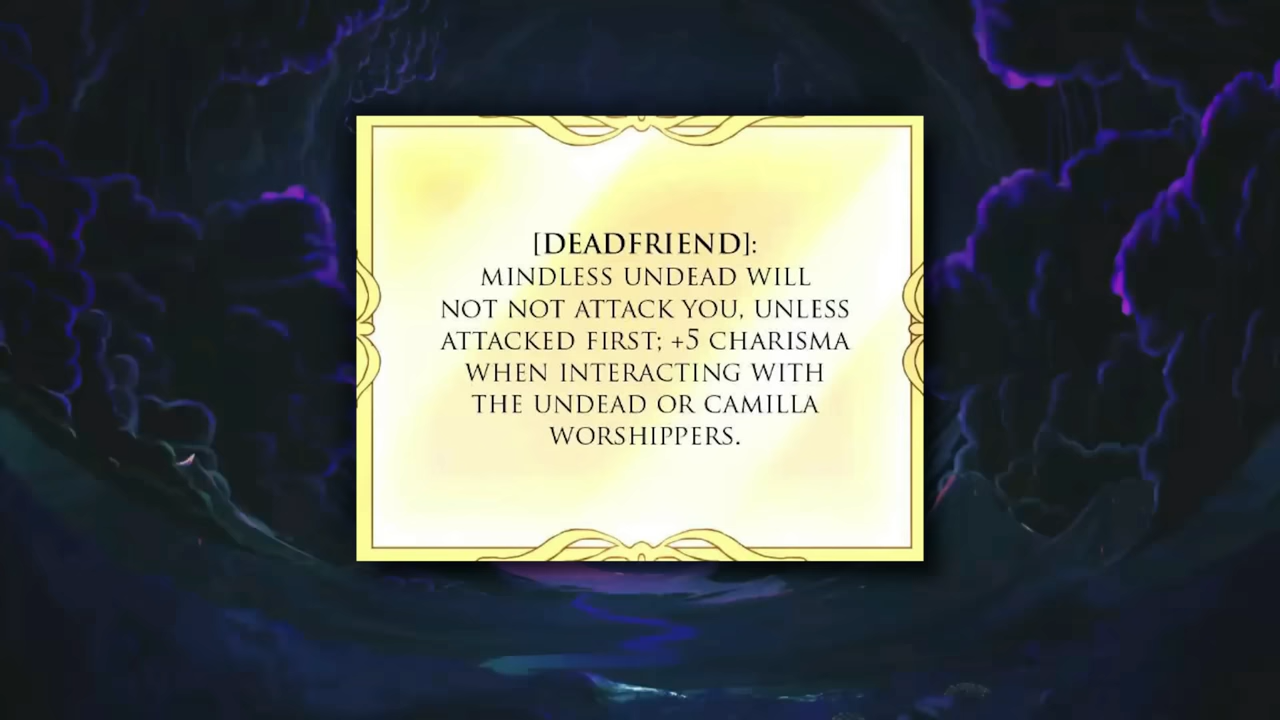 [DEADFRIEND]:
MINDLESS UNDEAD WILL
NOT NOT ATTACK YOU, UNLESS
ATTACKED FIRST; +5 CHARISMA
WHEN INTERACTING WITH
THE UNDEAD OR CAMILLA
WORSHIPPERS.